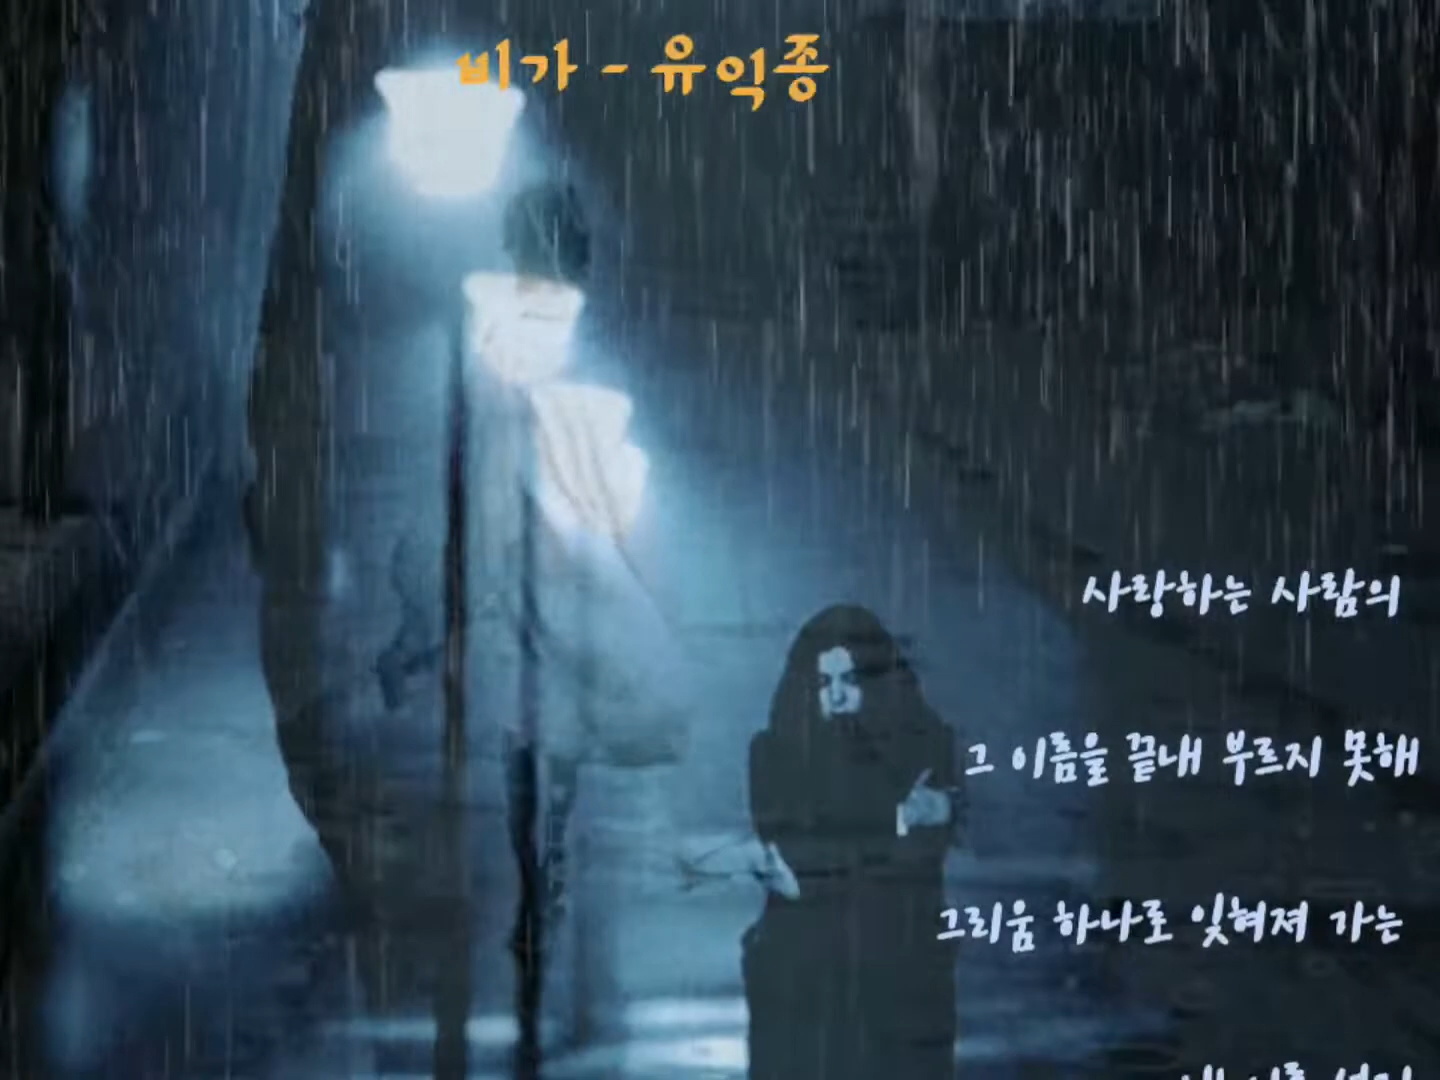 비가 - 유익종
사랑하는 사람의
그 이름을 끝내 부르지 못해
그리움 하나로 잊혀져 가는